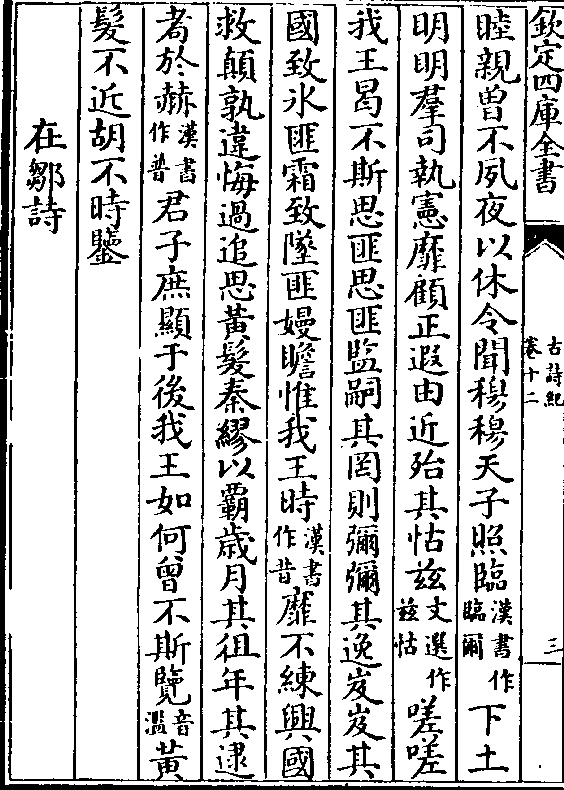 欽定四庫全書
古詩紀
卷十二
三
睦親曽不夙夜以休令聞穆穆天子照臨漢書作臨爾下土
明明羣司執憲靡顧正遐由近殆其怙兹文選作兹怙嗟嗟
我王曷不斯思匪思匪監嗣其罔則彌彌其逸岌岌其
國致氷匪霜致墜匪嫚瞻惟我王時漢書作昔靡不練興國
救顛孰違悔過追思黄髮秦繆以霸歳月其徂年其逮
耉於赫漢書作昔君子庶顯于後我王如何曾不斯覽音濫黄
髮不近胡不時鑒
在鄒詩